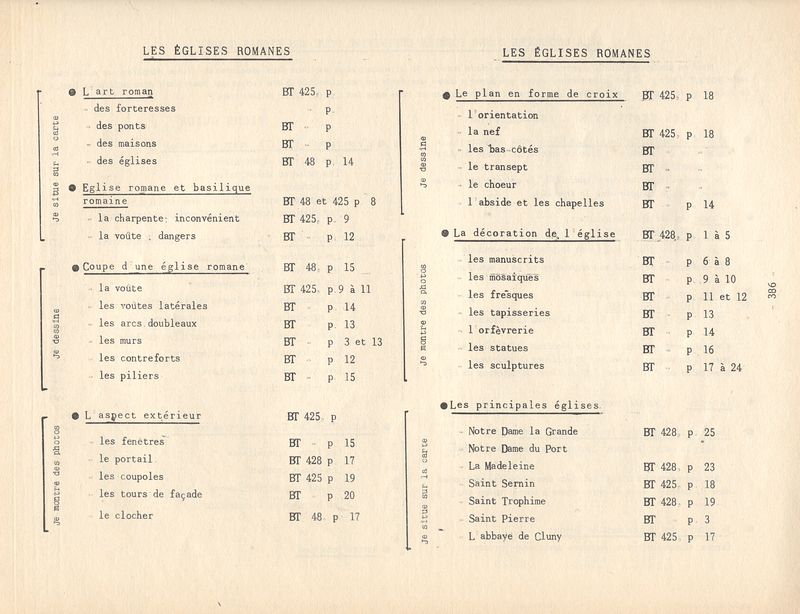 LES ÉGLISES ROMANES
Je situe sur la carte
● L'art roman BT 425, p
- des forteresses " p
- des ponts BT " p
- des maisons BT " p
- des églises BT 48 p 14
● Eglise romane et basilique
romaine BT 48 et 425 p 8
- la charpente: inconvénient BT 425, p 9
- la voûte : dangers BT " p 12
Je dessine
● Coupe d'une église romane BT 48, p 15
- la voûte BT 425, p 9 à 11
- les voûtes latérales BT " p 14
- les arcs doubleaux BT " p 13
- les murs BT " p 3 et 13
- les contreforts BT " p 12
- les piliers BT " p 15
Je montre des photos
● L'aspect extérieur BT 425, p
- les fenêtres BT " p 15
- le portail BT 428 p 17
- les coupoles BT 425 p 19
- les tours de façade BT " p 20
- le clocher BT 48, p 17
LES ÉGLISES ROMANES
Je dessine
● Le plan en forme de croix BT 425, p 18
- l'orientation
- la nef BT 425, p 18
- les bas-côtés BT " "
- le transept BT " "
- le choeur BT " "
- l'abside et les chapelles BT " p 14
Je montre des photos
● La décoration de l'église BT 428, p 1 à 5
- les manuscrits BT " p 6 à 8
- les mosaïques BT " p 9 à 10
- les fresques BT " p 11 et 12
- les tapisseries BT " p 13
- l'orfèvrerie BT " p 14
- les statues BT " p 16
- les sculptures BT " p 17 à 24
Je situe sur la carte
● Les principales églises
- Notre Dame la Grande BT 428, p 25
- Notre Dame du Port
- La Madeleine BT 428, p 23
- Saint Sernin BT 425, p 18
- Saint Trophime BT 428, p 19
- Saint Pierre BT " p 3
- L'abbaye de Cluny BT 425, p 17
- 386 -